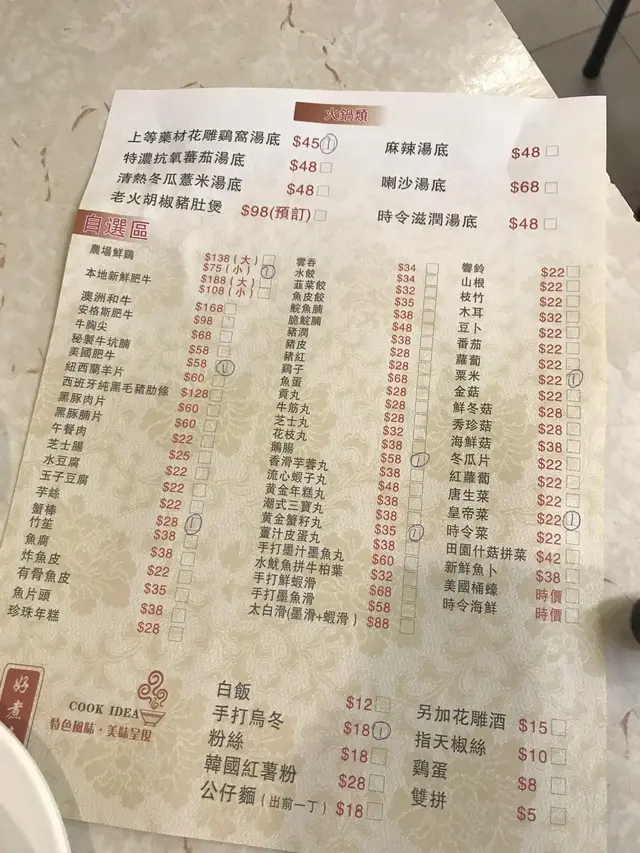 火鍋類
上等藥材花雕鷄窩湯底 $45
特濃抗氧蕃茄湯底 $48
清熱冬瓜薏米湯底 $48
老火胡椒豬肚煲 $98(預訂)
麻辣湯底 $48
喇沙湯底 $68
時令滋潤湯底 $48
自選區
農場鮮鷄 $138(大)
$75(小)
本地新鮮肥牛 $188(大)
$108(小)
澳洲和牛 $168
安格斯肥牛 $98
牛胸尖 $68
秘製牛坑腩 $58
美國肥牛 $58
紐西蘭羊片 $60
西班牙純黑毛豬肋條 $128
黑豚肉片 $60
黑豚腩片 $60
午餐肉 $22
芝士腸 $25
水豆腐 $22
玉子豆腐 $22
芋絲 $22
蟹棒 $28
竹笙 $38
魚腐 $38
炸魚皮 $22
有骨魚皮 $35
魚片頭 $38
珍珠年糕 $28
雲吞 $34
水餃 $34
韮菜餃 $32
魚皮餃 $35
鯇魚腩 $38
脆鯇腩 $48
豬潤 $38
豬皮 $28
豬紅 $28
鷄子 $68
魚蛋 $28
貢丸 $28
牛筋丸 $28
芝士丸 $32
花枝丸 $38
鵝腸 $58
香滑芋蓉丸 $38
流心蝦子丸 $48
黃金年糕丸 $38
潮式三寶丸 $38
黃金蟹籽丸 $35
薑汁皮蛋丸 $38
手打墨汁墨魚丸 $60
水魷魚拼牛柏葉 $32
手打鮮蝦滑 $68
手打墨魚滑 $58
太白滑(墨滑+蝦滑) $88
響鈴 $22
山根 $22
枝竹 $22
木耳 $32
豆卜 $22
番茄 $22
蘿蔔 $22
粟米 $22
金菇 $22
鮮冬菇 $28
秀珍菇 $28
海鮮菇 $38
冬瓜片 $22
紅蘿蔔 $22
唐生菜 $22
皇帝菜 $22
時令菜 $22
田園什菇拼菜 $42
新鮮魚卜 $38
美國桶蠔 時價
時令海鮮 時價
好煮
COOK IDEA
特色風味·美味呈現
白飯 $12
手打烏冬 $18
粉絲 $18
韓國紅薯粉 $28
公仔麵(出前一丁) $18
另加花雕酒 $15
指天椒絲 $10
鷄蛋 $8
雙拼 $5